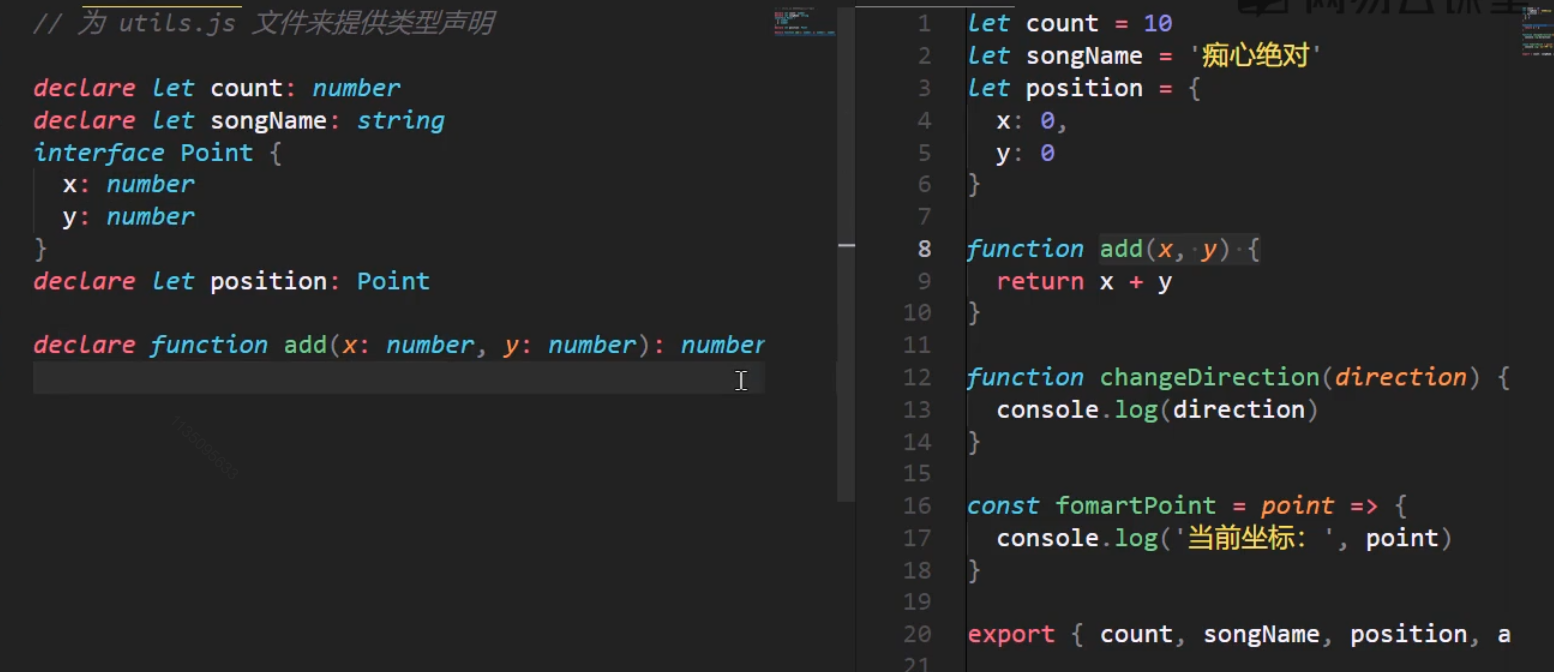 // 为 utils.js 文件来提供类型声明
declare let count: number
declare let songName: string
interface Point {
x: number
y: number
}
declare let position: Point
declare function add(x: number, y: number): number
1 let count = 10
2 let songName = '痴心绝对'
3 let position = {
4 x: 0,
5 y: 0
6 }
7
8 function add(x, y) {
9 return x + y
10 }
11
12 function changeDirection(direction) {
13 console.log(direction)
14 }
15
16 const fomartPoint = point => {
17 console.log('当前坐标: ', point)
18 }
19
20 export { count, songName, position, a
21